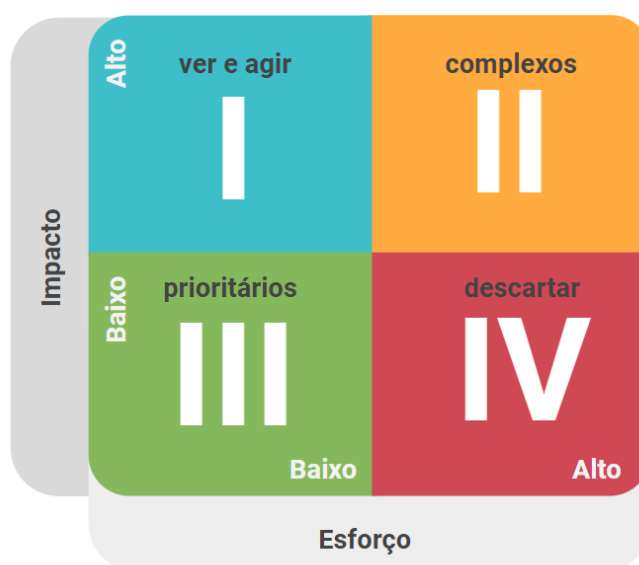 Alto
ver e agir
I
complexos
II
Impacto
Baixo
prioritários
III
descartar
IV
Baixo
Alto
Esforço